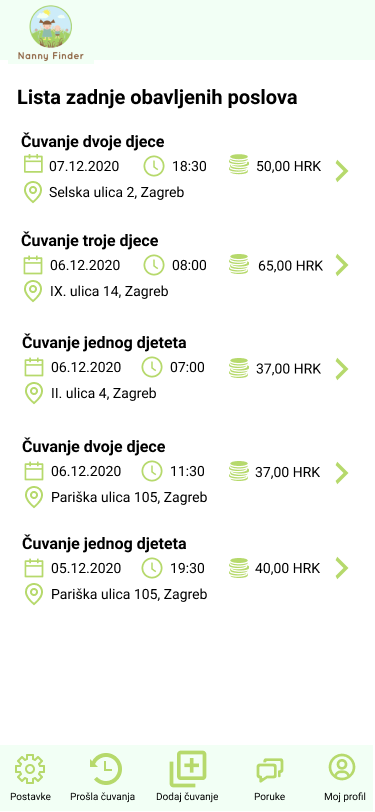 Nanny Finder
Lista zadnje obavljenih poslova
Čuvanje dvoje djece
07.12.2020 18:30 50,00 HRK
Selska ulica 2, Zagreb
Čuvanje troje djece
06.12.2020 08:00 65,00 HRK
IX. ulica 14, Zagreb
Čuvanje jednog djeteta
06.12.2020 07:00 37,00 HRK
II. ulica 4, Zagreb
Čuvanje dvoje djece
06.12.2020 11:30 37,00 HRK
Pariška ulica 105, Zagreb
Čuvanje jednog djeteta
05.12.2020 19:30 40,00 HRK
Pariška ulica 105, Zagreb
Postavke Prošla čuvanja Dodaj čuvanje Poruke Moj profil